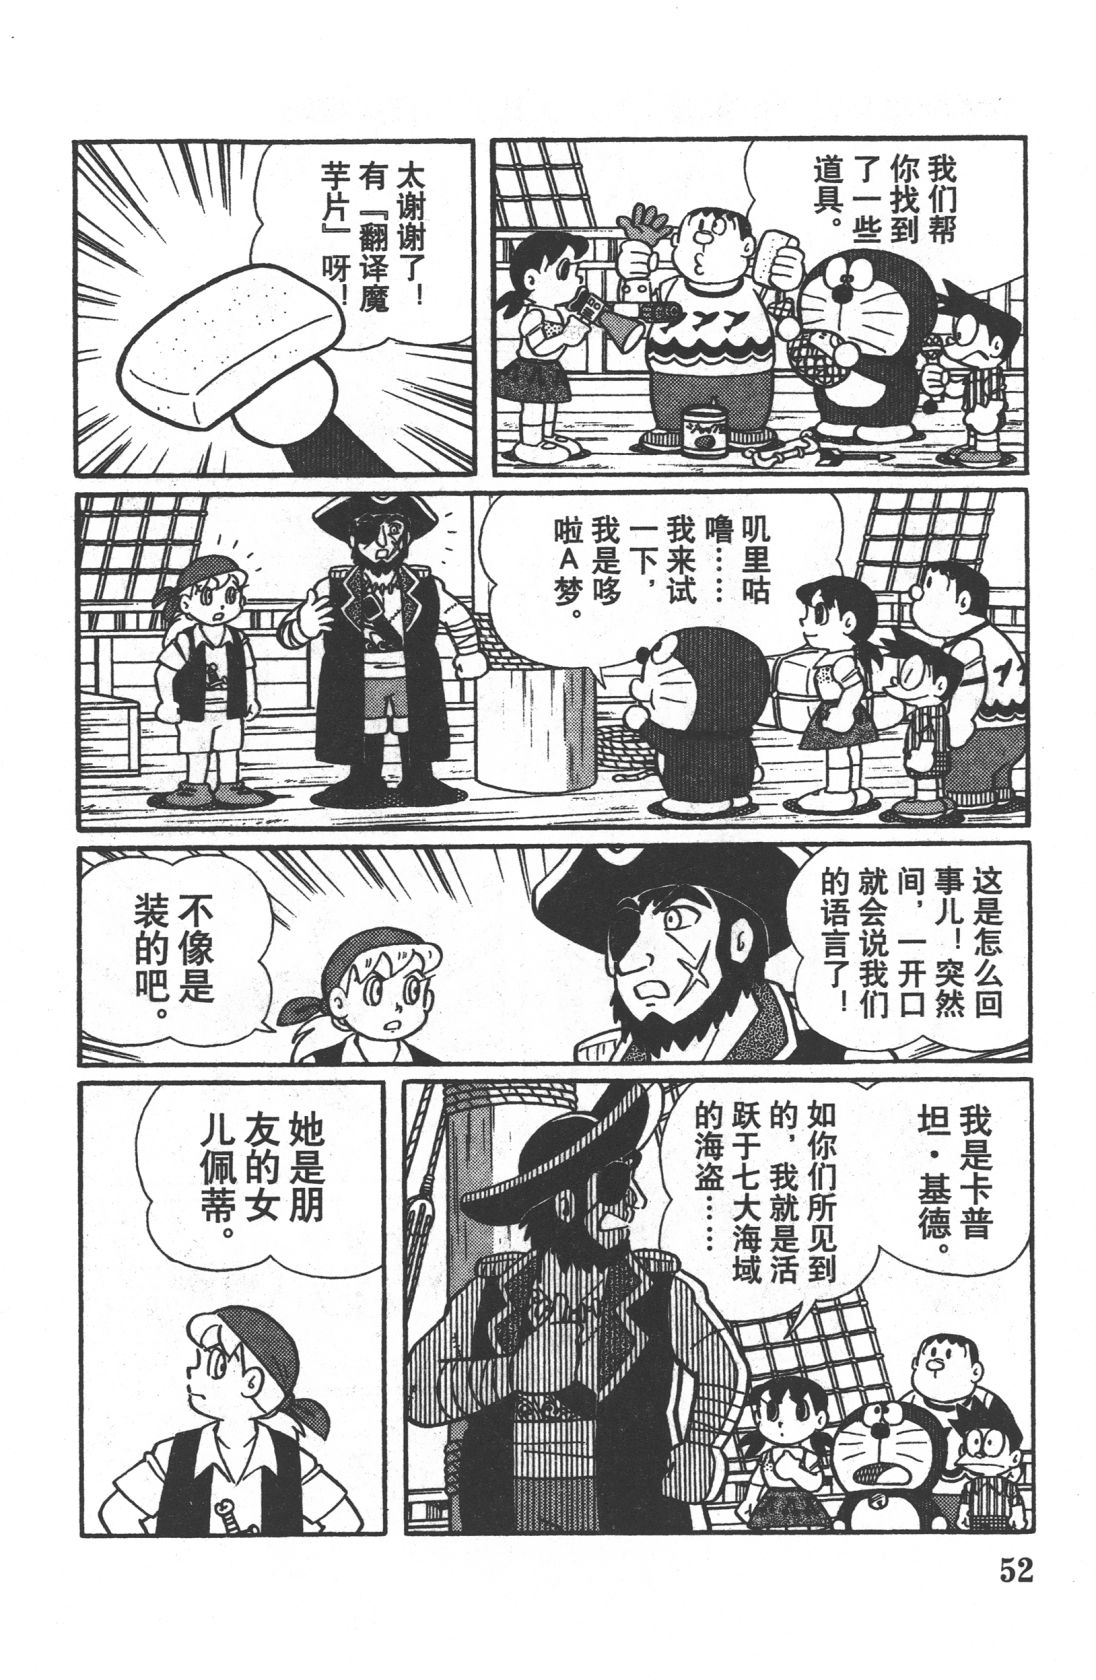 我们帮
你找到
了一些
道具。
太谢谢了！
有『翻译魔
芋片』呀！
叽里咕
噜……
我来试
一下，
我是哆
啦A梦。
这是怎么回
事儿！突然
间，一开口
就会说我们
的语言了！
不像是
装的吧。
我是卡普
坦·基德。
如你们所见到
的，我就是活
跃于七大海域
的海盗……
她是朋
友的女
儿佩蒂。
52